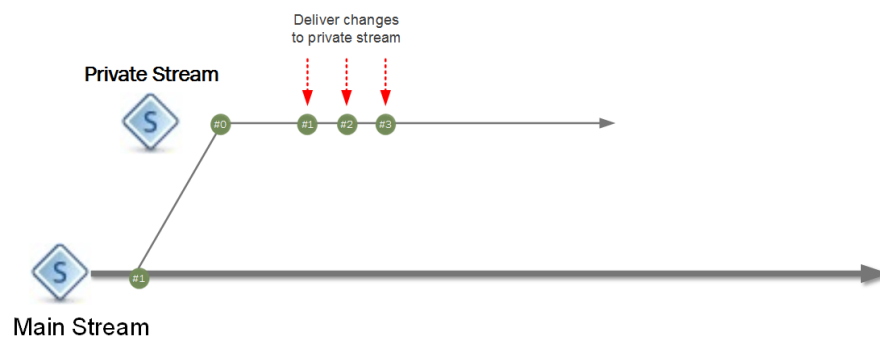 Deliver changes
to private stream
Private Stream
S
#0
#1
#2
#3
S
#1
Main Stream